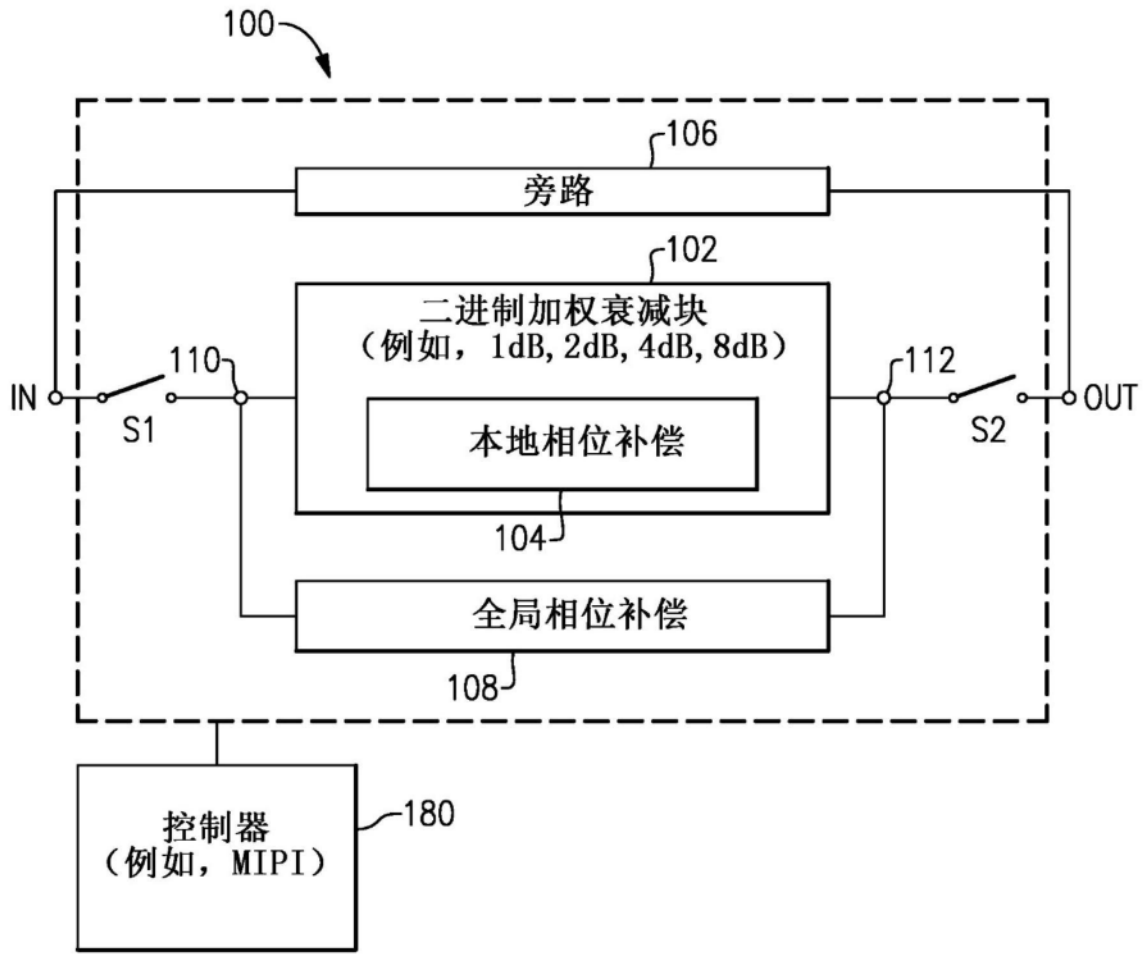 100
106
旁路
102
二进制加权衰减块
(例如，1dB,2dB,4dB,8dB)
110
112
IN
S1
S2
OUT
本地相位补偿
104
全局相位补偿
108
控制器
(例如，MIPI)
180